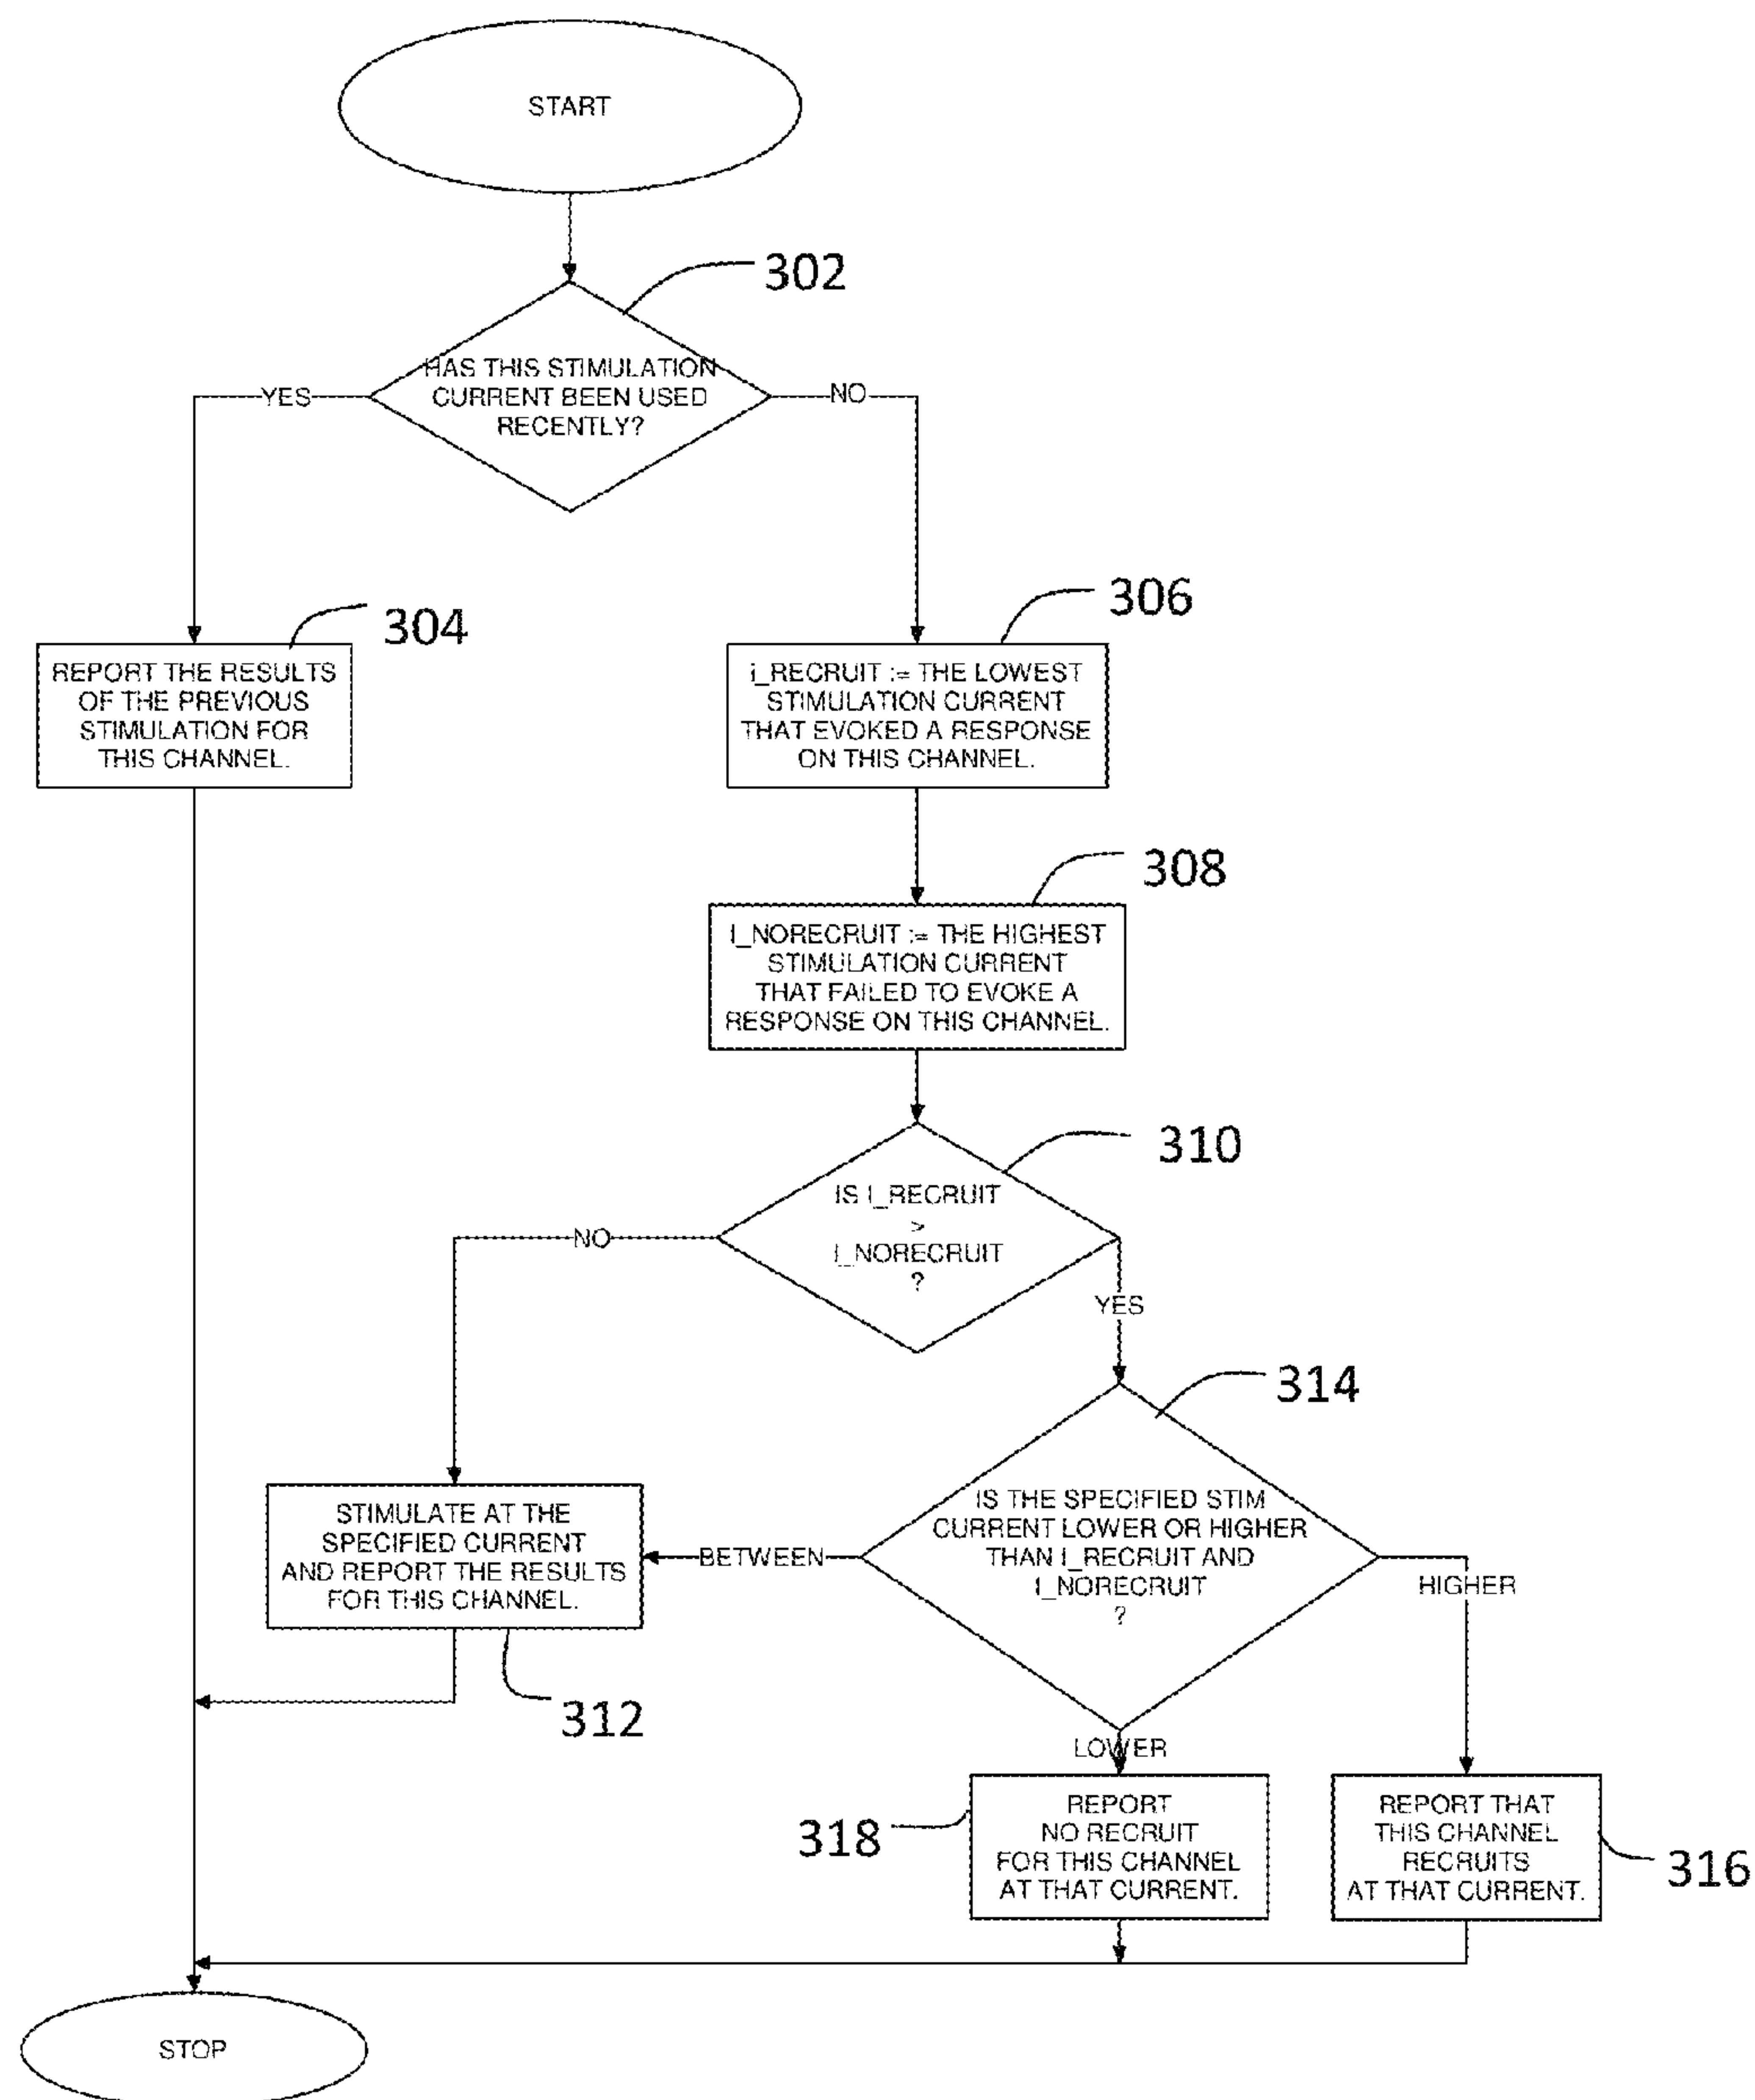 START
302
HAS THIS STIMULATION
CURRENT BEEN USED
RECENTLY?
YES
NO
304
REPORT THE RESULTS
OF THE PREVIOUS
STIMULATION FOR
THIS CHANNEL.
306
i_RECRUIT := THE LOWEST
STIMULATION CURRENT
THAT EVOKED A RESPONSE
ON THIS CHANNEL.
308
I_NORECRUIT := THE HIGHEST
STIMULATION CURRENT
THAT FAILED TO EVOKE A
RESPONSE ON THIS CHANNEL.
310
IS I_RECRUIT
>
I_NORECRUIT
?
NO
YES
314
IS THE SPECIFIED STIM
CURRENT LOWER OR HIGHER
THAN I_RECRUIT AND
I_NORECRUIT
?
BETWEEN
HIGHER
LOWER
STIMULATE AT THE
SPECIFIED CURRENT
AND REPORT THE RESULTS
FOR THIS CHANNEL.
312
318
REPORT
NO RECRUIT
FOR THIS CHANNEL
AT THAT CURRENT.
REPORT THAT
THIS CHANNEL
RECRUITS
AT THAT CURRENT.
316
STOP